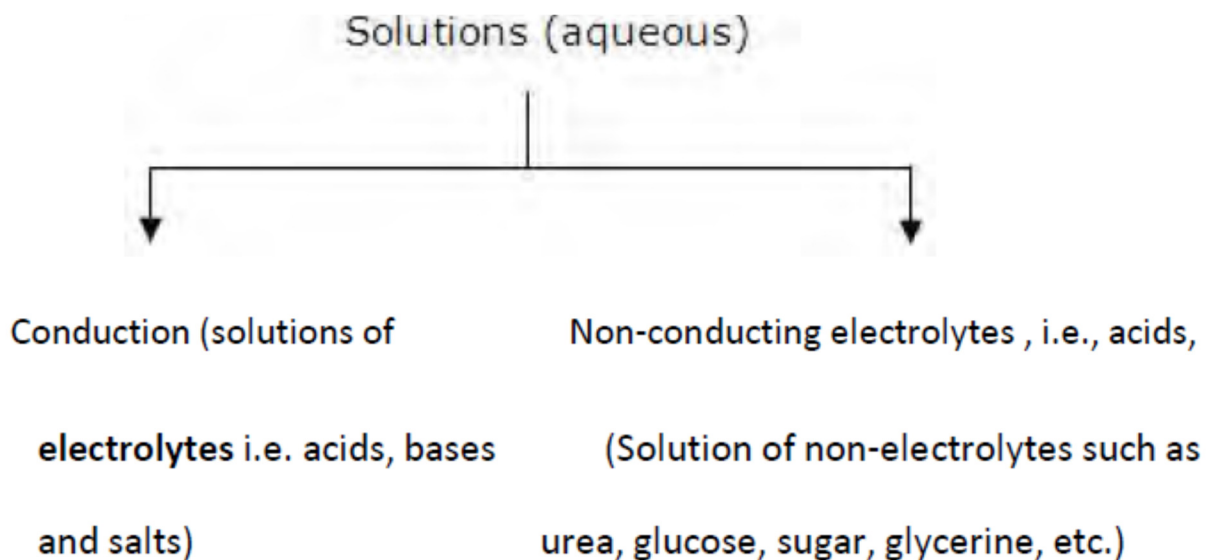 Solutions (aqueous)
Conduction (solutions of
electrolytes i.e. acids, bases
and salts)
Non-conducting electrolytes , i.e., acids,
(Solution of non-electrolytes such as
urea, glucose, sugar, glycerine, etc.)